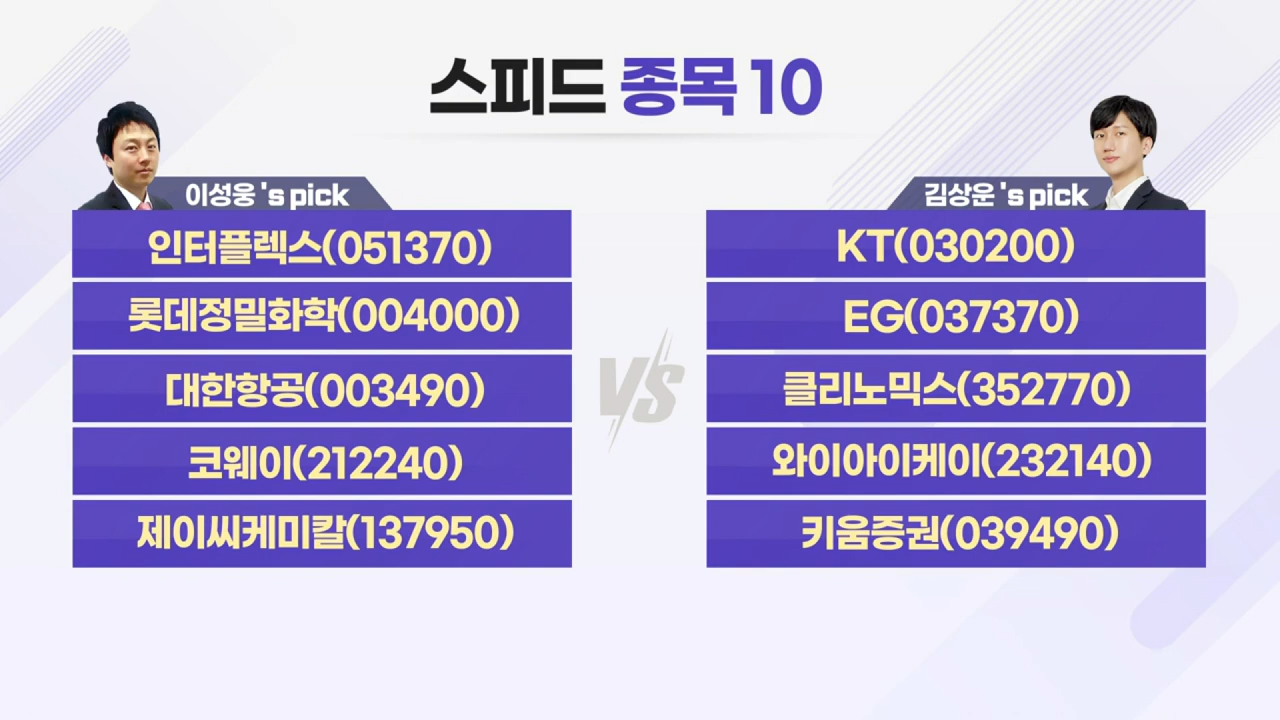 스피드 종목 10
이성웅 's pick
인터플렉스(051370)
롯데정밀화학(004000)
대한항공(003490)
코웨이(212240)
제이씨케미칼(137950)
VS
김상운 's pick
KT(030200)
EG(037370)
클리노믹스(352770)
와이아이케이(232140)
키움증권(039490)